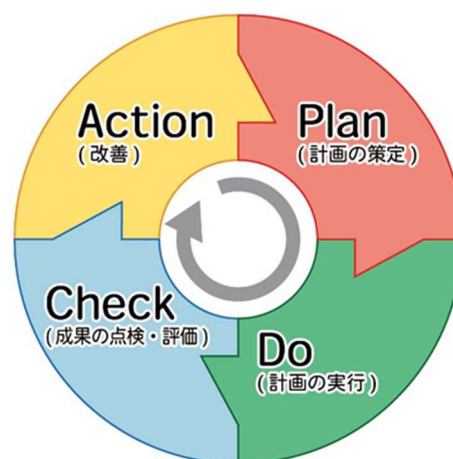 Plan
(計画の策定)
Do
(計画の実行)
Check
(成果の点検・評価)
Action
(改善)